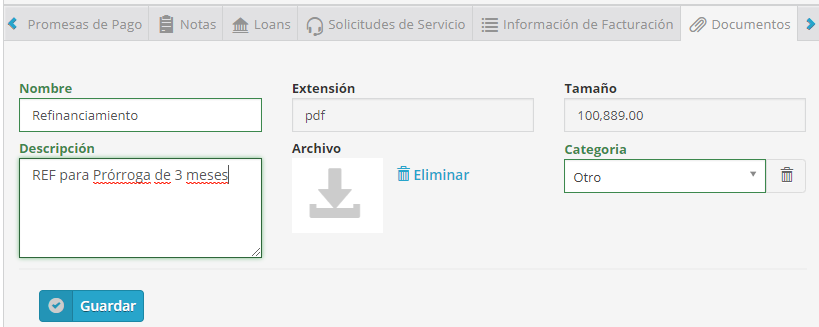 Promesas de Pago Notas Loans Solicitudes de Servicio Información de Facturación Documentos
Nombre Extensión Tamaño
Refinanciamiento pdf 100,889.00
Descripción Archivo Categoria
REF para Prórroga de 3 meses Eliminar Otro
Guardar